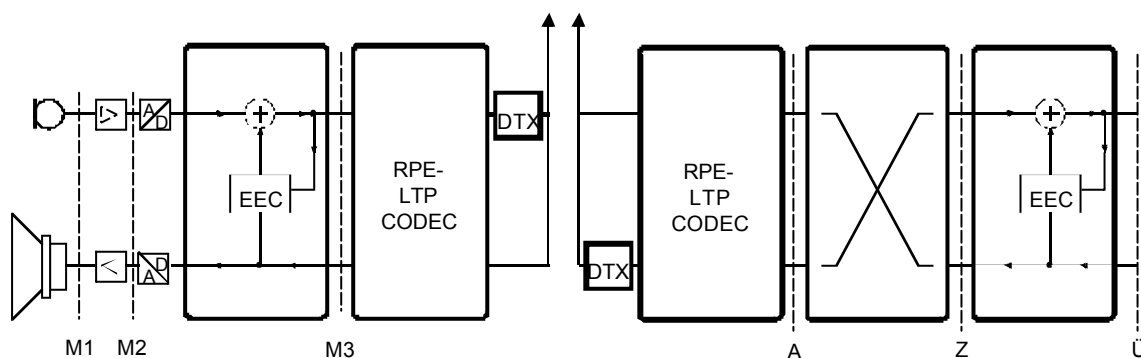 A
D
DTX
EEC
RPE-
LTP
CODEC
RPE-
LTP
CODEC
EEC
D
A
DTX
M1
M2
M3
A
Z
Ü